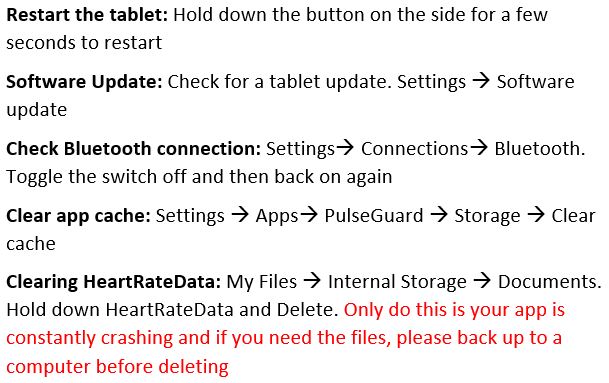 Restart the tablet: Hold down the button on the side for a few
seconds to restart
Software Update: Check for a tablet update. Settings → Software
update
Check Bluetooth connection: Settings→ Connections→ Bluetooth.
Toggle the switch off and then back on again
Clear app cache: Settings → Apps→ PulseGuard → Storage → Clear
cache
Clearing HeartRateData: My Files → Internal Storage → Documents.
Hold down HeartRateData and Delete. Only do this is your app is
constantly crashing and if you need the files, please back up to a
computer before deleting